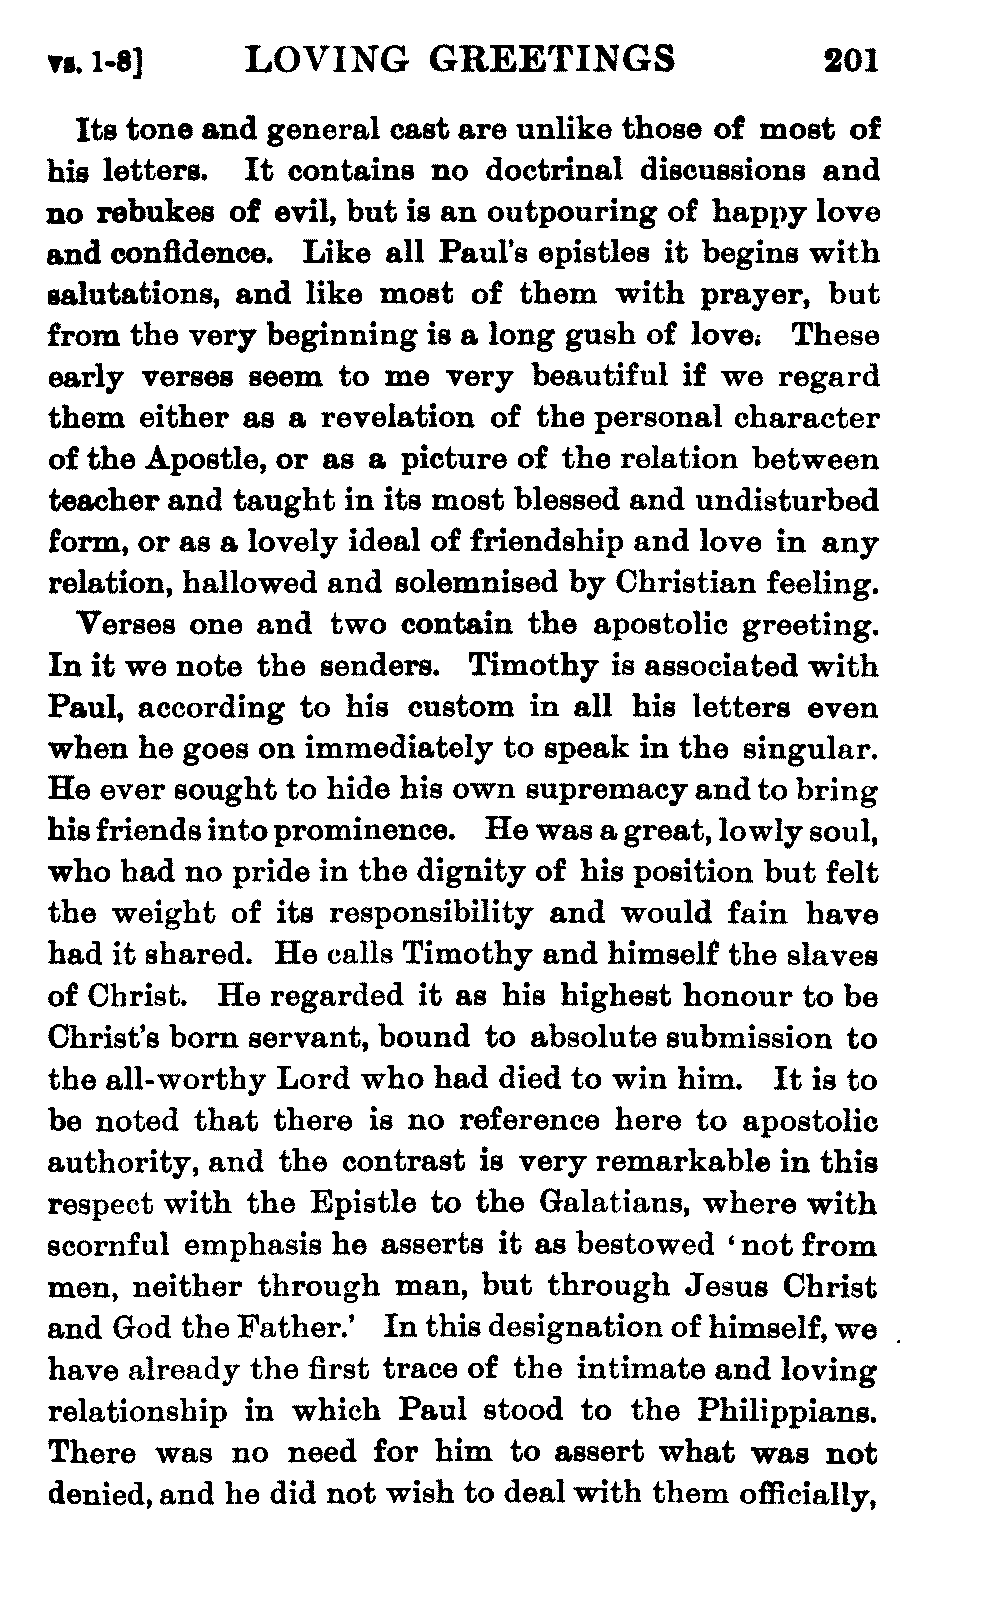 vs. 1-8] LOVING GREETINGS 201
Its tone and general cast are unlike those of most of
his letters. It contains no doctrinal discussions and
no rebukes of evil, but is an outpouring of happy love
and confidence. Like all Paul's epistles it begins with
salutations, and like most of them with prayer, but
from the very beginning is a long gush of love. These
early verses seem to me very beautiful if we regard
them either as a revelation of the personal character
of the Apostle, or as a picture of the relation between
teacher and taught in its most blessed and undisturbed
form, or as a lovely ideal of friendship and love in any
relation, hallowed and solemnised by Christian feeling.
Verses one and two contain the apostolic greeting.
In it we note the senders. Timothy is associated with
Paul, according to his custom in all his letters even
when he goes on immediately to speak in the singular.
He ever sought to hide his own supremacy and to bring
his friends into prominence. He was a great, lowly soul,
who had no pride in the dignity of his position but felt
the weight of its responsibility and would fain have
had it shared. He calls Timothy and himself the slaves
of Christ. He regarded it as his highest honour to be
Christ's born servant, bound to absolute submission to
the all-worthy Lord who had died to win him. It is to
be noted that there is no reference here to apostolic
authority, and the contrast is very remarkable in this
respect with the Epistle to the Galatians, where with
scornful emphasis he asserts it as bestowed 'not from
men, neither through man, but through Jesus Christ
and God the Father.' In this designation of himself, we
have already the first trace of the intimate and loving
relationship in which Paul stood to the Philippians.
There was no need for him to assert what was not
denied, and he did not wish to deal with them officially,